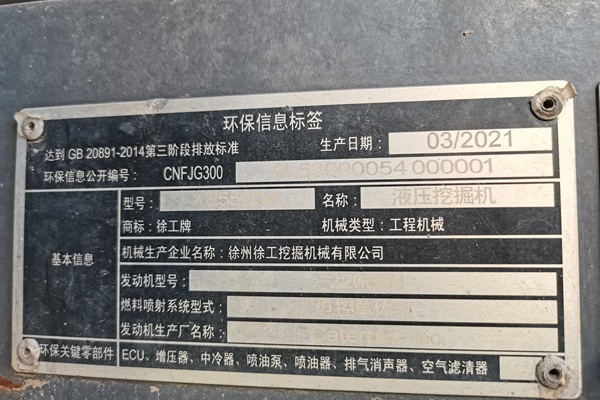 环保信息标签
达到 GB 20891-2014第三阶段排放标准 生产日期： 03/2021
环保信息公开编号： CNFJG300 000054 000001
型号： 名称： 液压挖掘机
商标：徐工牌 机械类型：工程机械
基本信息
机械生产企业名称：徐州徐工挖掘机械有限公司
发动机型号：
燃料喷射系统型式：
发动机生产厂名称：
环保关键零部件 ECU、增压器、中冷器、喷油泵、喷油器、排气消声器、空气滤清器